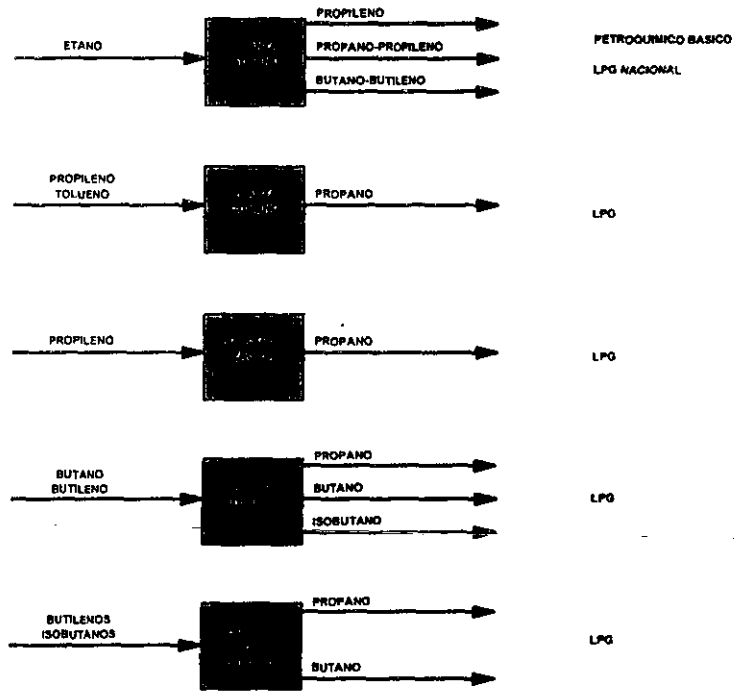 PROPILENO
ETANO
PROPANO-PROPILENO
BUTANO-BUTILENO
PETROQUIMICO BASICO
LPG NACIONAL
PROPILENO
TOLUENO
PROPANO
LPG
PROPILENO
PROPANO
LPG
BUTANO
BUTILENO
PROPANO
BUTANO
ISOBUTANO
LPG
BUTILENOS
ISOBUTANOS
PROPANO
BUTANO
LPG